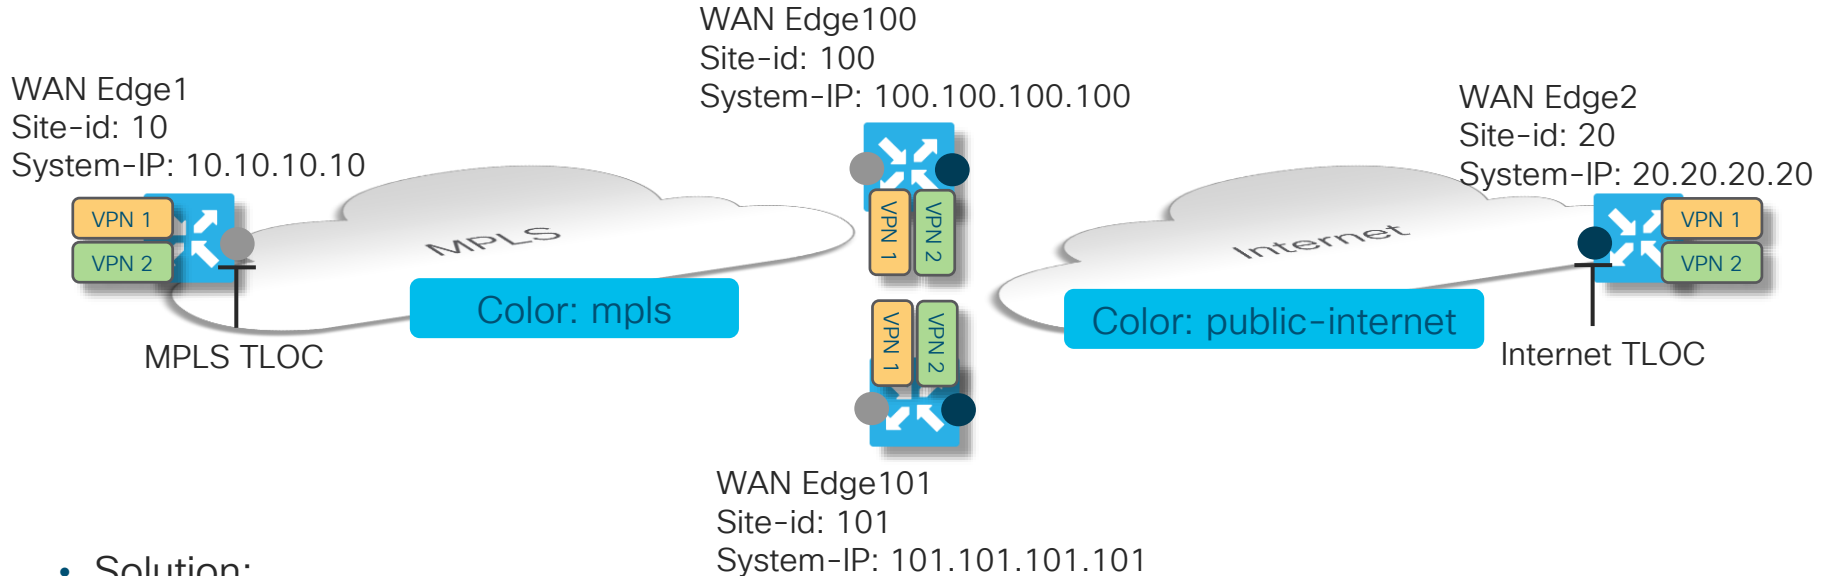 WAN Edge100
Site-id: 100
System-IP: 100.100.100.100
WAN Edge1
Site-id: 10
System-IP: 10.10.10.10
WAN Edge2
Site-id: 20
System-IP: 20.20.20.20
VPN 1
VPN 2
MPLS
VPN 1
VPN 2
Internet
VPN 1
VPN 2
Color: mpls
VPN 1
VPN 2
Color: public-internet
MPLS TLOC
Internet TLOC
WAN Edge101
Site-id: 101
System-IP: 101.101.101.101
• Solution: